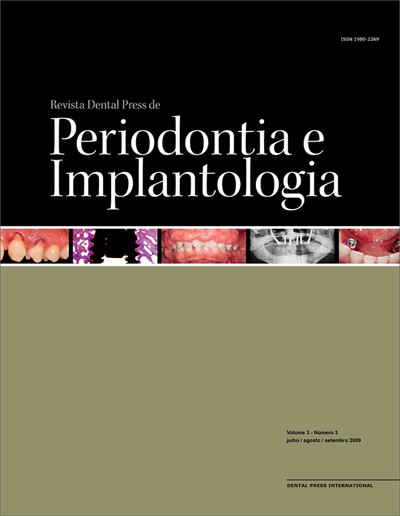 ISSN 1980-2269
Revista Dental Press de
Periodontia e
Implantologia
Volume 3 - Número 3
julho / agosto / setembro 2009
DENTAL PRESS INTERNATIONAL